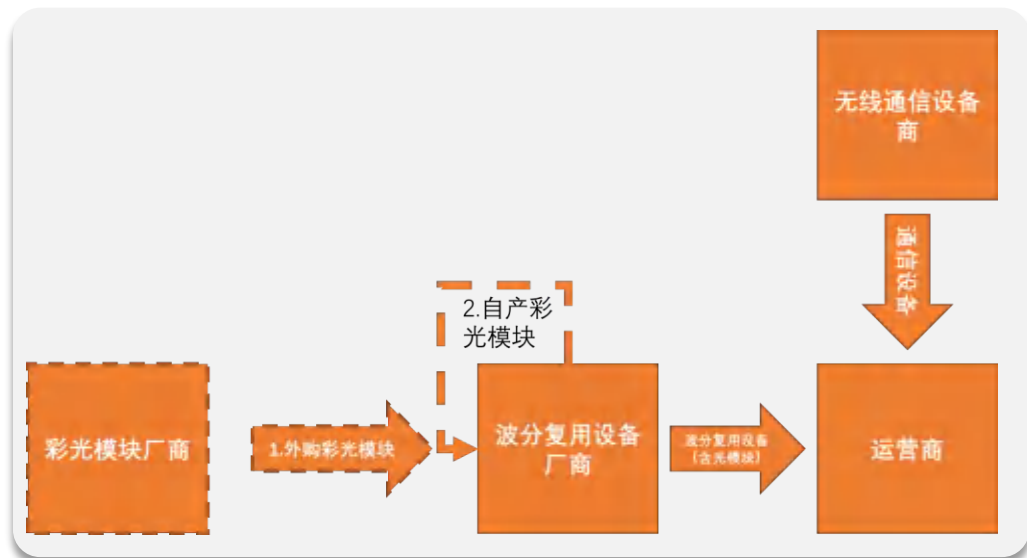 无线通信设备
商
通信设备
2.自产彩
光模块
彩光模块厂商
1.外购彩光模块
波分复用设备
厂商
波分复用设备
(含光模块)
运营商